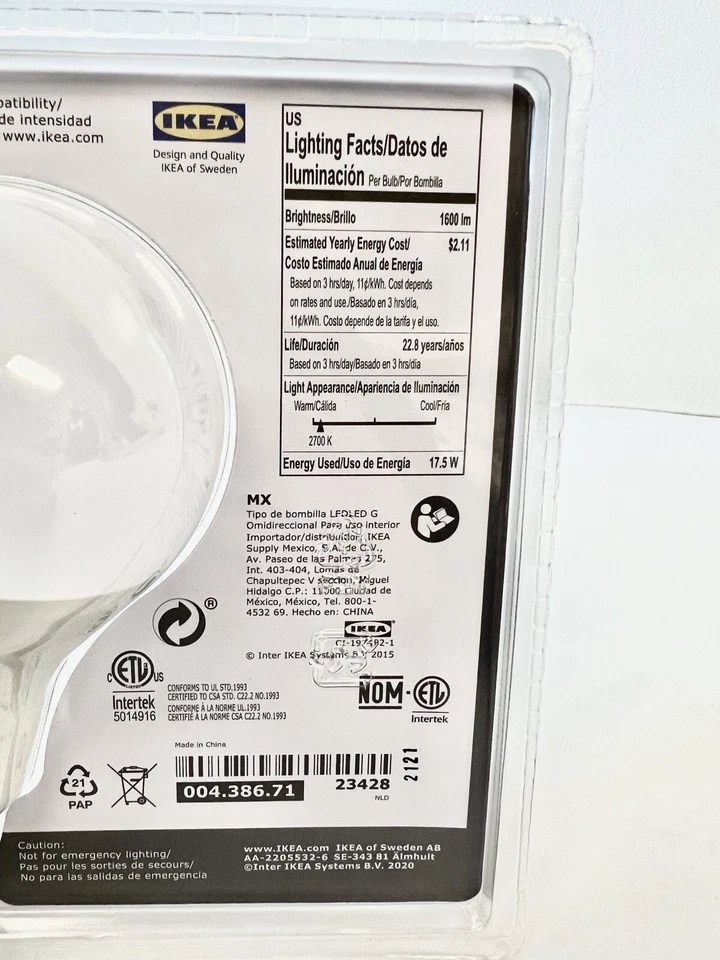 patibility/
de intensidad
www.ikea.com
IKEA
Design and Quality
IKEA of Sweden
US
Lighting Facts/Datos de
Iluminación Per Bulb/Por Bombilla
Brightness/Brillo 1600 lm
Estimated Yearly Energy Cost/ $2.11
Costo Estimado Anual de Energía
Based on 3 hrs/day, 11¢/kWh. Cost depends
on rates and use./Basado en 3 hrs/día,
11¢/kWh. Costo depende de la tarifa y el uso.
Life/Duración 22.8 years/años
Based on 3 hrs/day/Basado en 3 hrs/día
Light Appearance/Apariencia de Iluminación
Warm/Cálida Cool/Fría
2700 K
Energy Used/Uso de Energía 17.5 W
MX
Tipo de bombilla LEDLED G
Omidireccional Para uso interior
Importador/distribuidor, IKEA
Supply Mexico, S.A. de C.V.,
Av. Paseo de las Palmas 275,
Int. 403-404, Lomas de
Chapultepec V sección, Miguel
Hidalgo C.P.: 11000 Ciudad de
México, México, Tel. 800-1-
4532 69. Hecho en: CHINA
®
IKEA
CI-197492-1
© Inter IKEA Systems B.V. 2015
c ETL US
LISTED
Intertek
5014916
CONFORMS TO UL STD.1993
CERTIFIED TO CSA STD. C22.2 NO.1993
CONFORME À LA NORME UL.1993
CERTIFIÉ À LA NORME CSA C22.2 NO.1993
NOM-ETL
Intertek
Made in China
004.386.71
23428
NLD
2121
21
PAP
Caution:
Not for emergency lighting/
Pas pour les sorties de secours/
No para las salidas de emergencia
www.IKEA.com IKEA of Sweden AB
AA-2205532-6 SE-343 81 Älmhult
©Inter IKEA Systems B.V. 2020